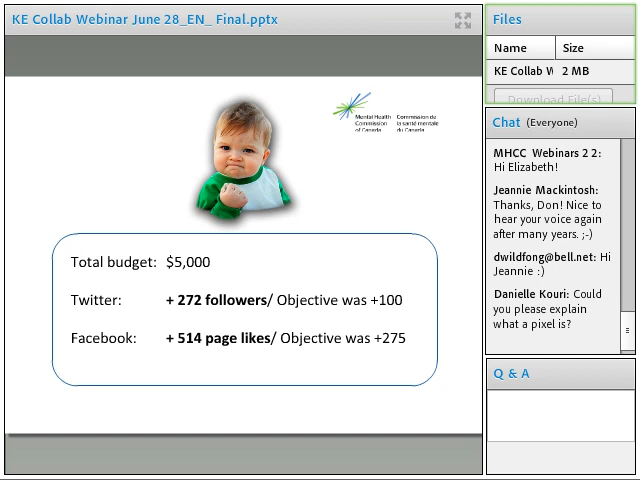 KE Collab Webinar June 28_EN_ Final.pptx
Mental Health
Commission
of Canada
Commission de
la santé mentale
du Canada
Total budget: $5,000
Twitter: + 272 followers/ Objective was +100
Facebook: + 514 page likes/ Objective was +275
Files
Name Size
KE Collab W 2 MB
Download File(s)
Chat (Everyone)
MHCC Webinars 2 2:
Hi Elizabeth!
Jeannie Mackintosh:
Thanks, Don! Nice to
hear your voice again
after many years. ;-)
dwildfong@bell.net: Hi
Jeannie :)
Danielle Kouri: Could
you please explain
what a pixel is?
Q & A